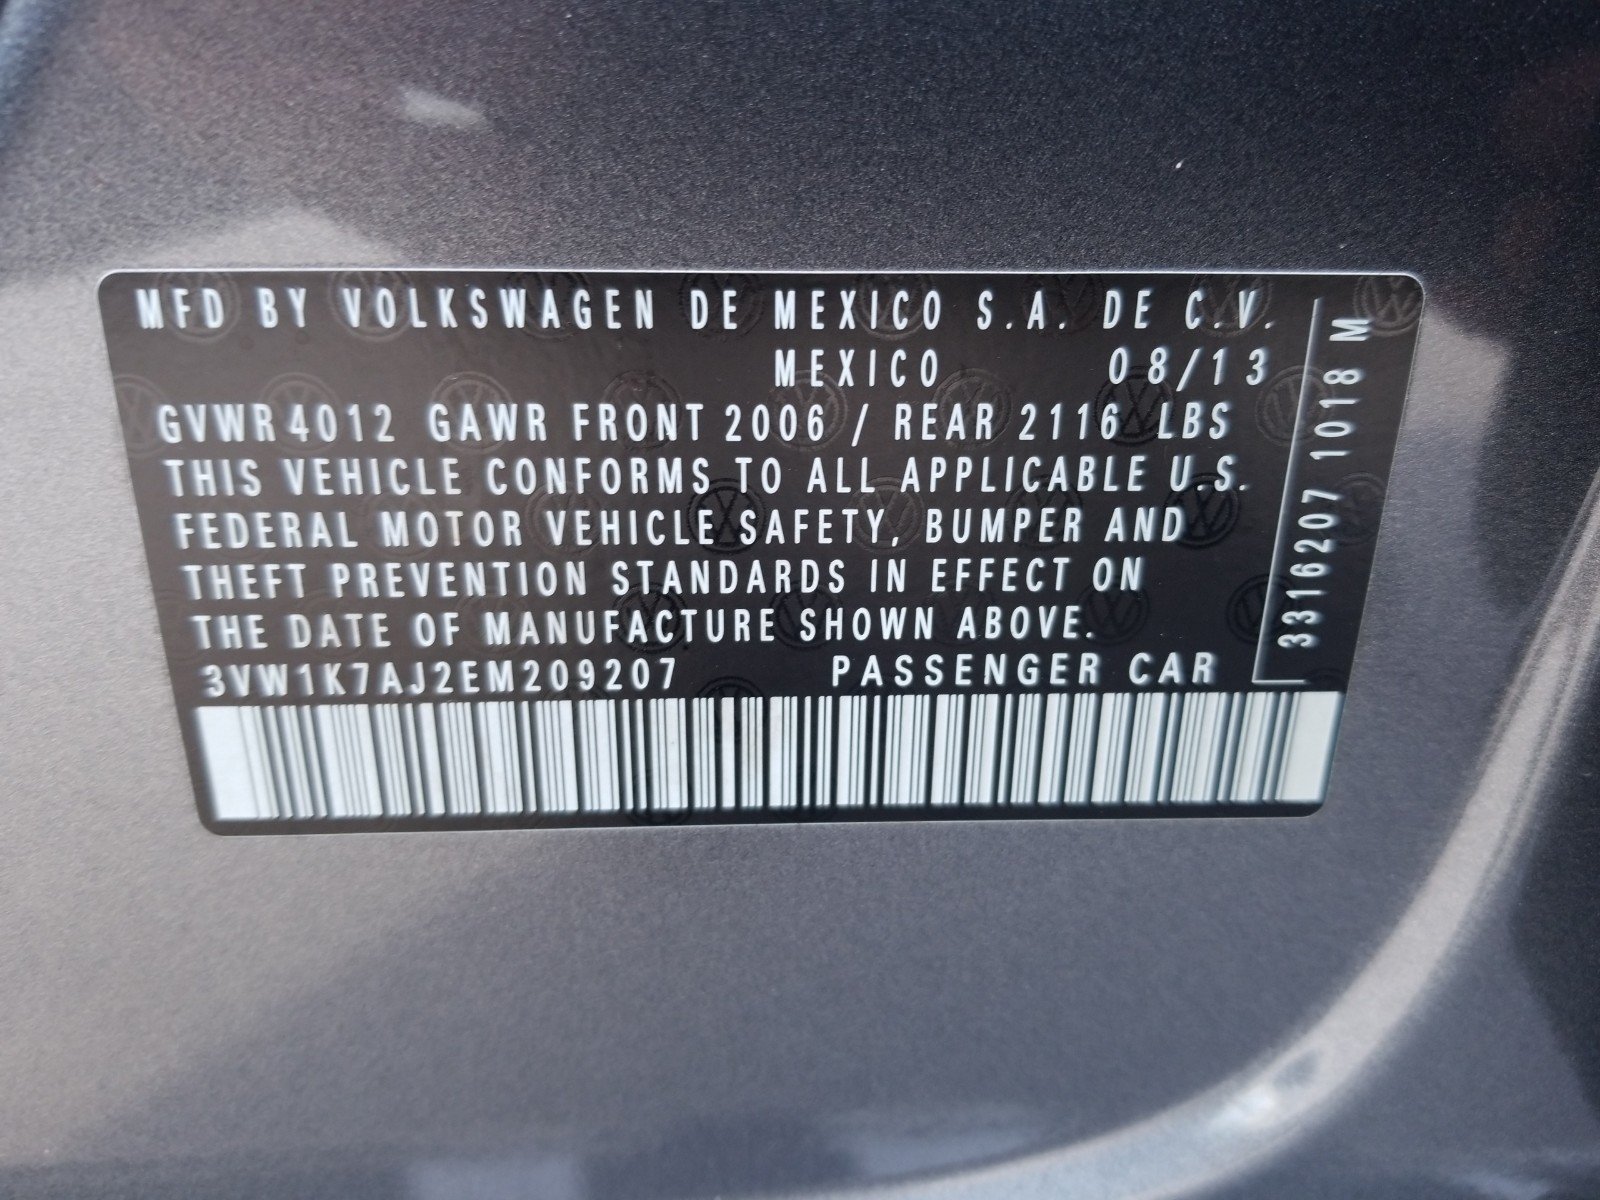 MFD BY VOLKSWAGEN DE MEXICO S.A. DE C.V.
MEXICO 08/13
GVWR 4012 GAWR FRONT 2006 / REAR 2116 LBS
THIS VEHICLE CONFORMS TO ALL APPLICABLE U.S.
FEDERAL MOTOR VEHICLE SAFETY, BUMPER AND
THEFT PREVENTION STANDARDS IN EFFECT ON
THE DATE OF MANUFACTURE SHOWN ABOVE.
3VW1K7AJ2EM209207 PASSENGER CAR
3316207 1018 M